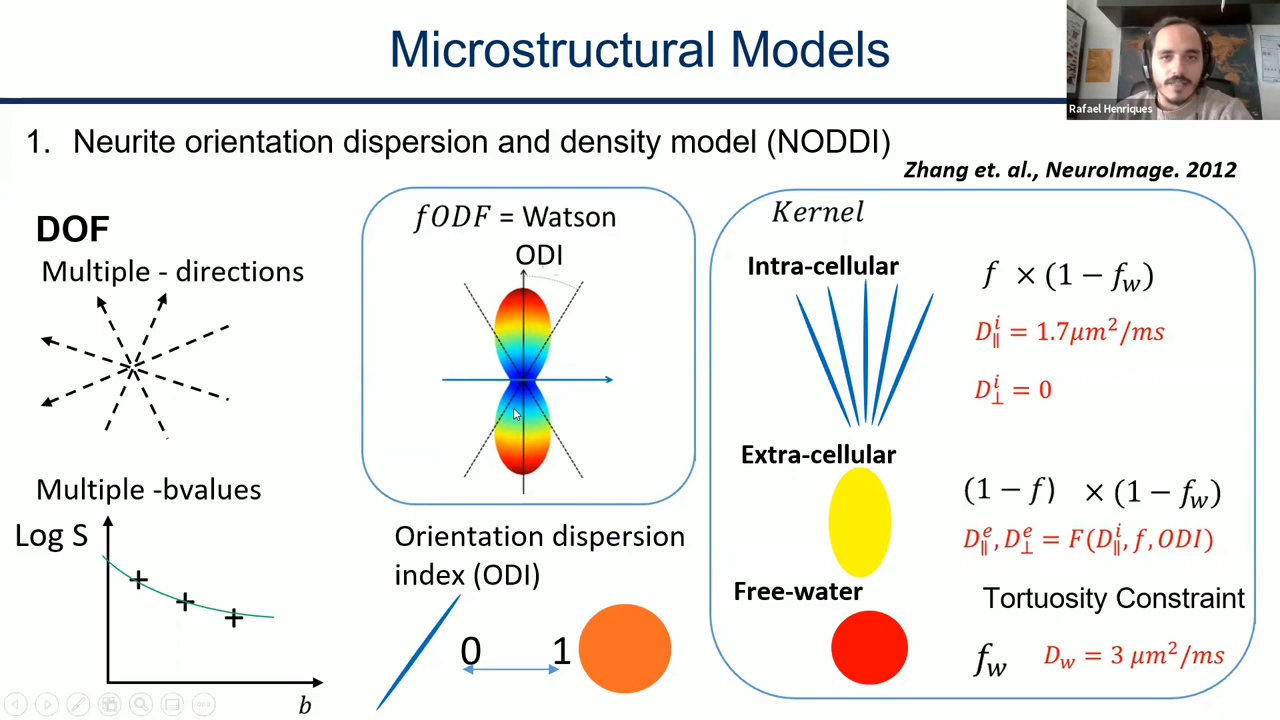 Microstructural Models
Rafael Henriques
1. Neurite orientation dispersion and density model (NODDI)
Zhang et. al., NeuroImage. 2012
DOF
Multiple - directions
Multiple -bvalues
Log S
b
fODF = Watson
ODI
Orientation dispersion
index (ODI)
0 1
Kernel
Intra-cellular
f × (1 − f_w)
D_∥^i = 1.7μm²/ms
D_⊥^i = 0
Extra-cellular
(1 − f) × (1 − f_w)
D_∥^e, D_⊥^e = F(D_∥^i, f, ODI)
Free-water
Tortuosity Constraint
f_w D_w = 3 μm²/ms